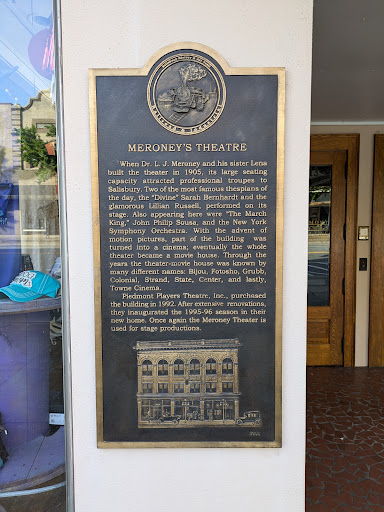 MERONEY'S THEATRE
When Dr. L. J. Meroney and his sister Lena
built the theater in 1905, its large seating
capacity attracted professional troupes to
Salisbury. Two of the most famous thespians of
the day, the "Divine" Sarah Bernhardt and the
glamorous Lillian Russell, performed on its
stage. Also appearing here were "The March
King," John Philip Sousa, and the New York
Symphony Orchestra. With the advent of
motion pictures, part of the building was
turned into a cinema; eventually the whole
theater became a movie house. Through the
years the theater-movie house was known by
many different names: Bijou, Fotosho, Grubb,
Colonial, Strand, State, Center, and lastly,
Towne Cinema.
Piedmont Players Theatre, Inc., purchased
the building in 1992. After extensive renovations,
they inaugurated the 1995-96 season in their
new home. Once again the Meroney Theater is
used for stage productions.